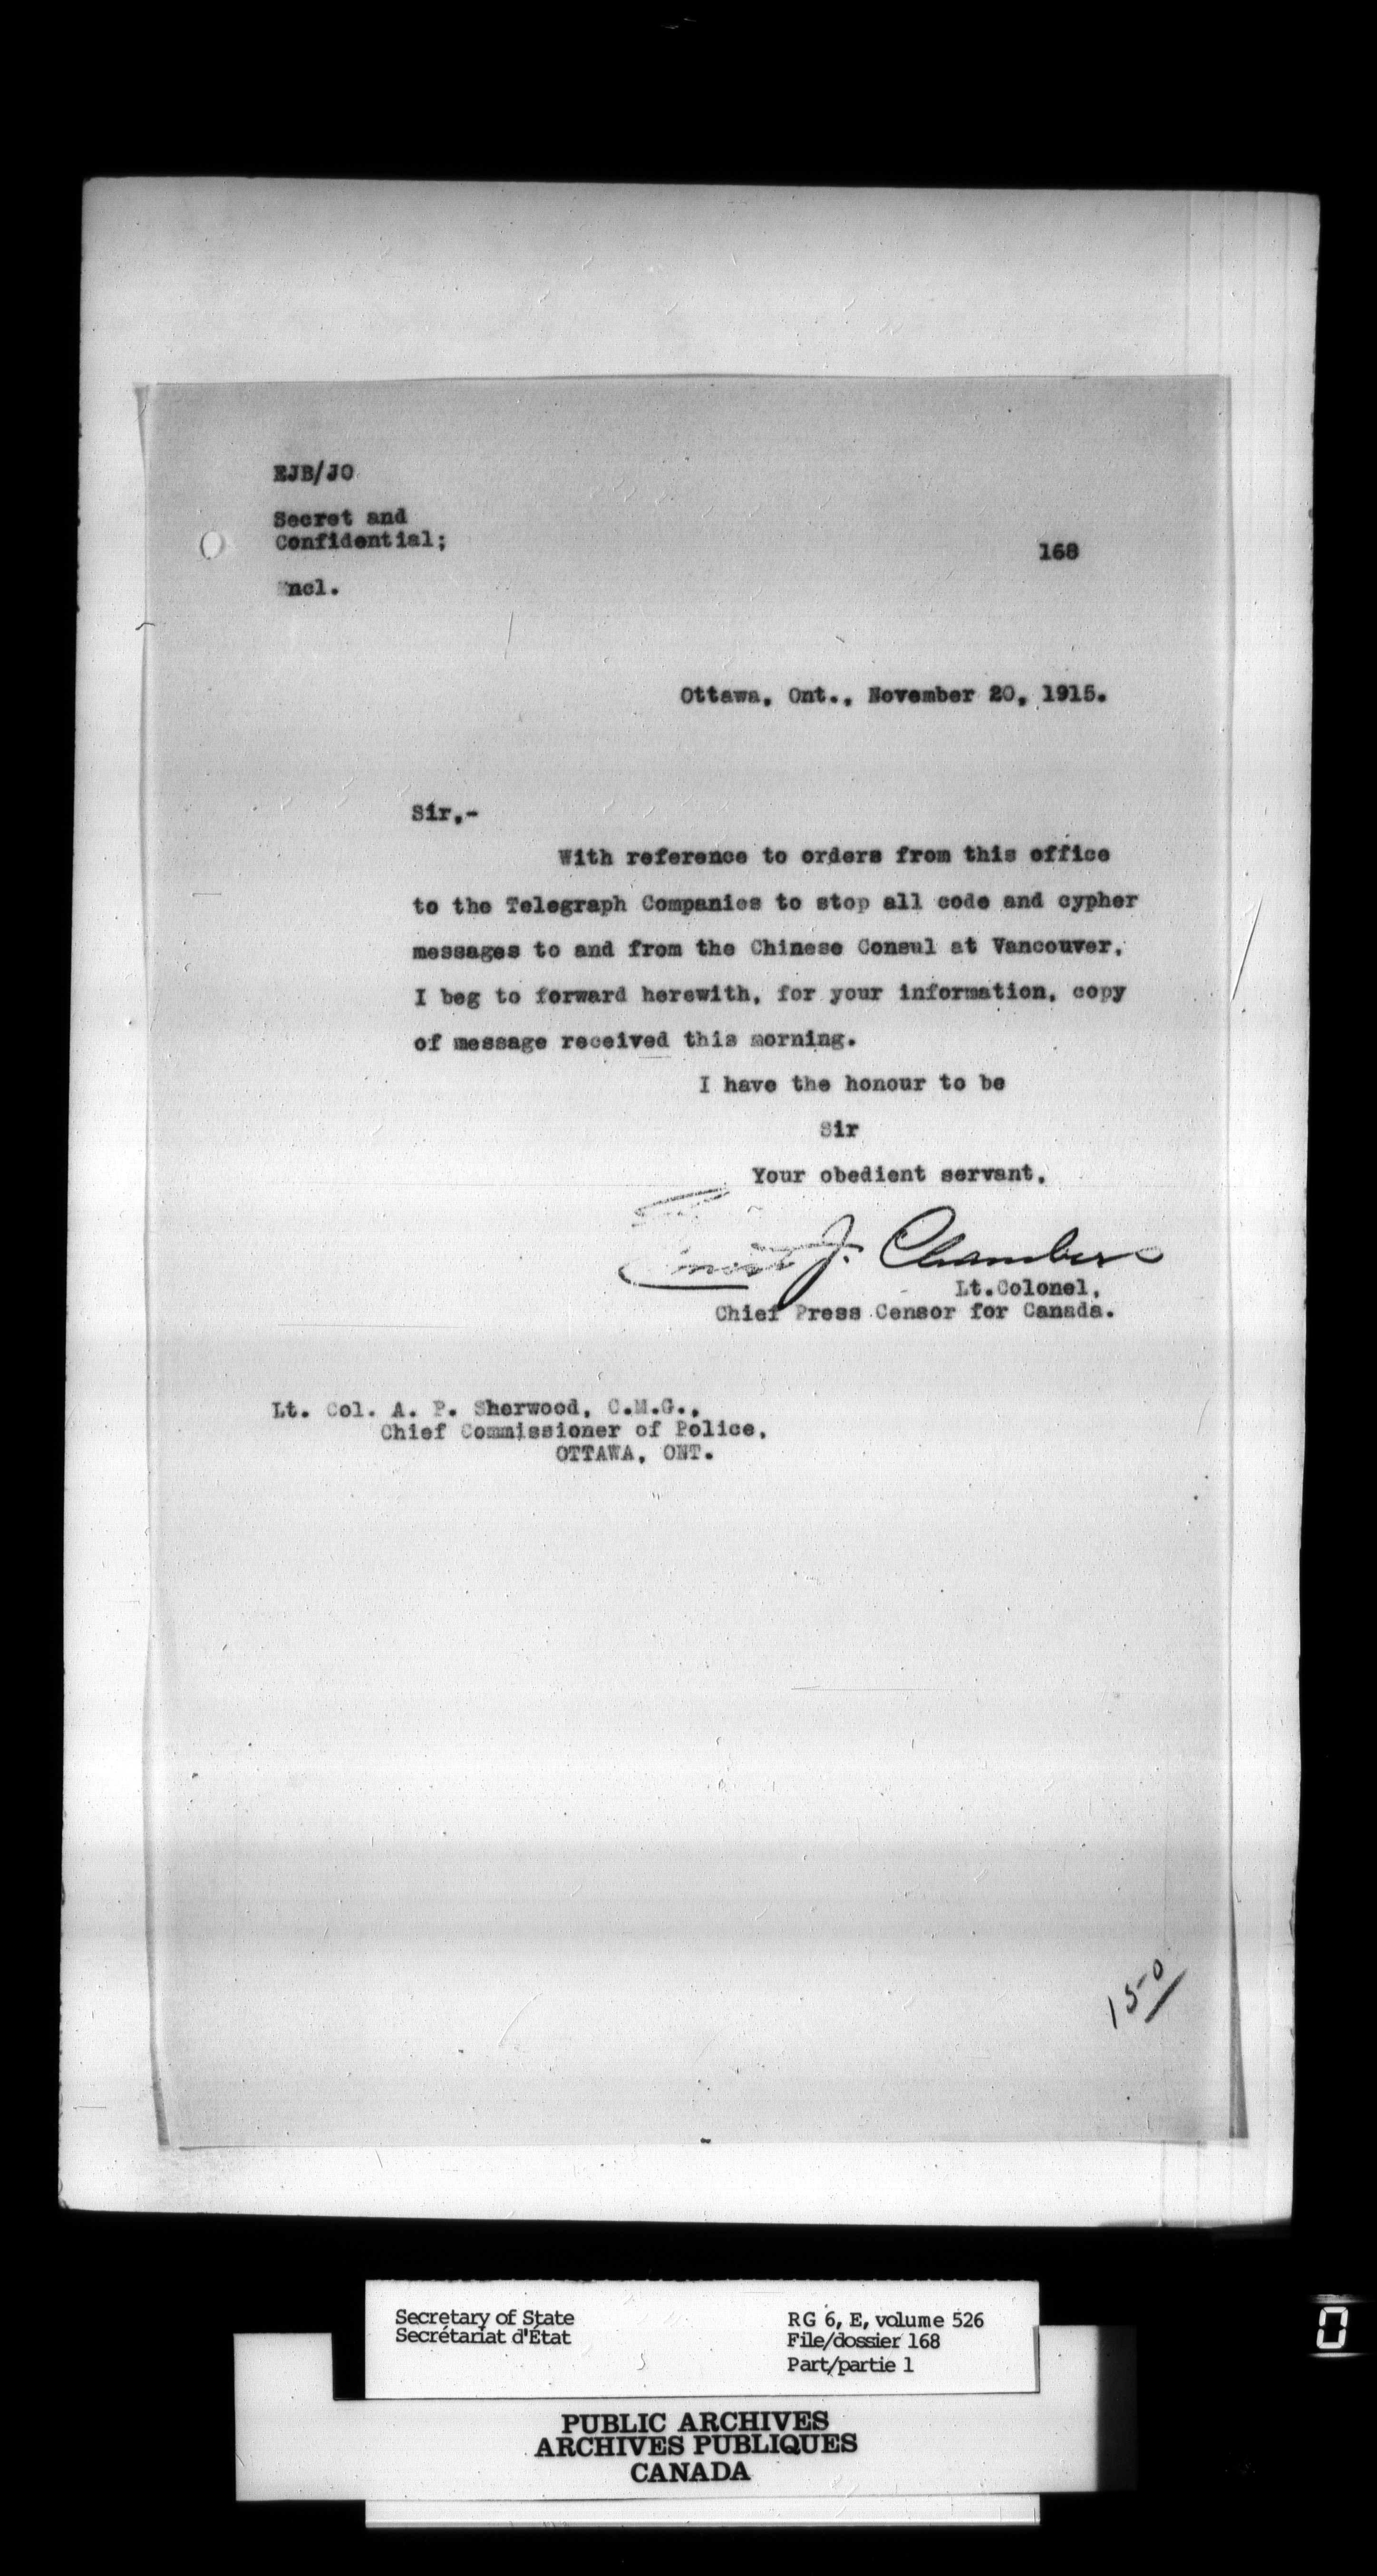 EJB/JO
Secret and
Confidential;
168
Encl.
Ottawa, Ont., November 20, 1915.
Sir,-
With reference to orders from this office
to the Telegraph Companies to stop all code and cypher
messages to and from the Chinese Consul at Vancouver,
I beg to forward herewith, for your information, copy
of message received this morning.
I have the honour to be
Sir
Your obedient servant,
Ernest J. Chambers
Lt.Colonel,
Chief Press Censor for Canada.
Lt. Col. A. P. Sherwood, C.M.G.,
Chief Commissioner of Police,
OTTAWA, ONT.
150
Secretary of State
Secrétariat d'État
RG 6, E, volume 526
File/dossier 168
Part/partie 1
PUBLIC ARCHIVES
ARCHIVES PUBLIQUES
CANADA
0